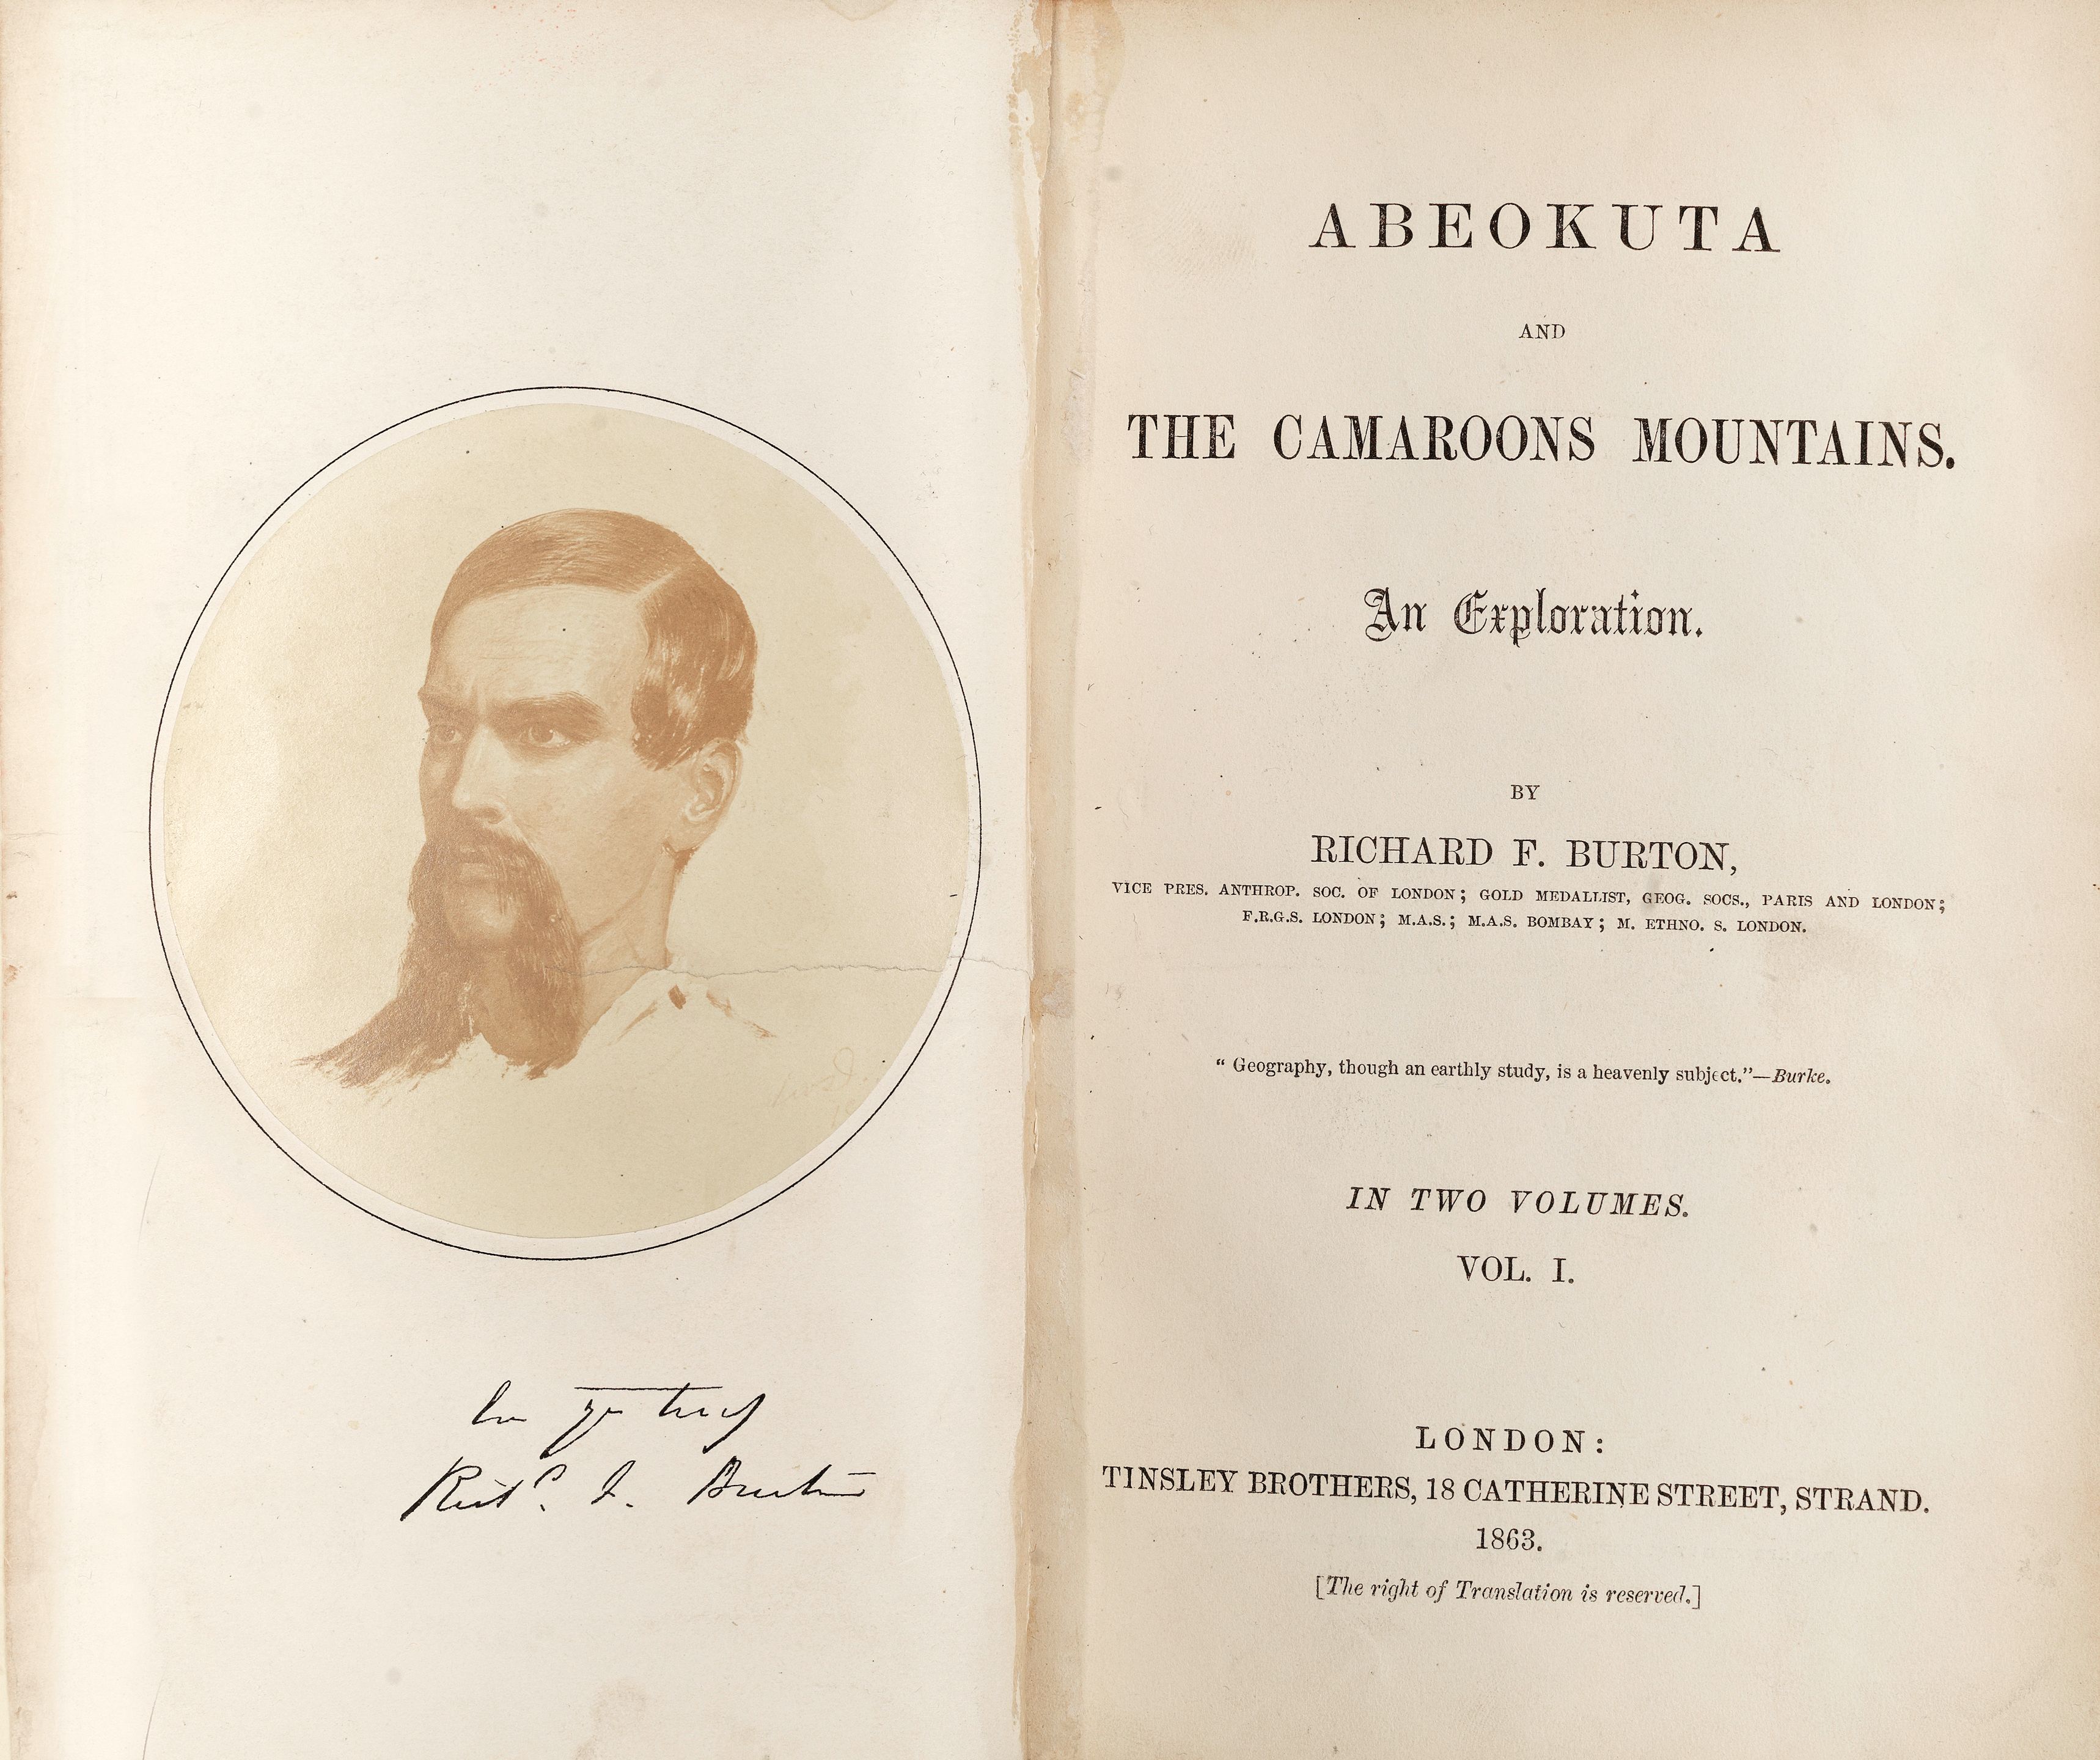 Richd. F. Burton
ABEOKUTA
AND
THE CAMAROONS MOUNTAINS.
An Exploration.
BY
RICHARD F. BURTON,
VICE PRES. ANTHROP. SOC. OF LONDON; GOLD MEDALLIST, GEOG. SOCS., PARIS AND LONDON;
F.R.G.S. LONDON; M.A.S.; M.A.S. BOMBAY; M. ETHNO. S. LONDON.
“Geography, though an earthly study, is a heavenly subject.”—Burke.
IN TWO VOLUMES.
VOL. I.
LONDON:
TINSLEY BROTHERS, 18 CATHERINE STREET, STRAND.
1863.
[The right of Translation is reserved.]